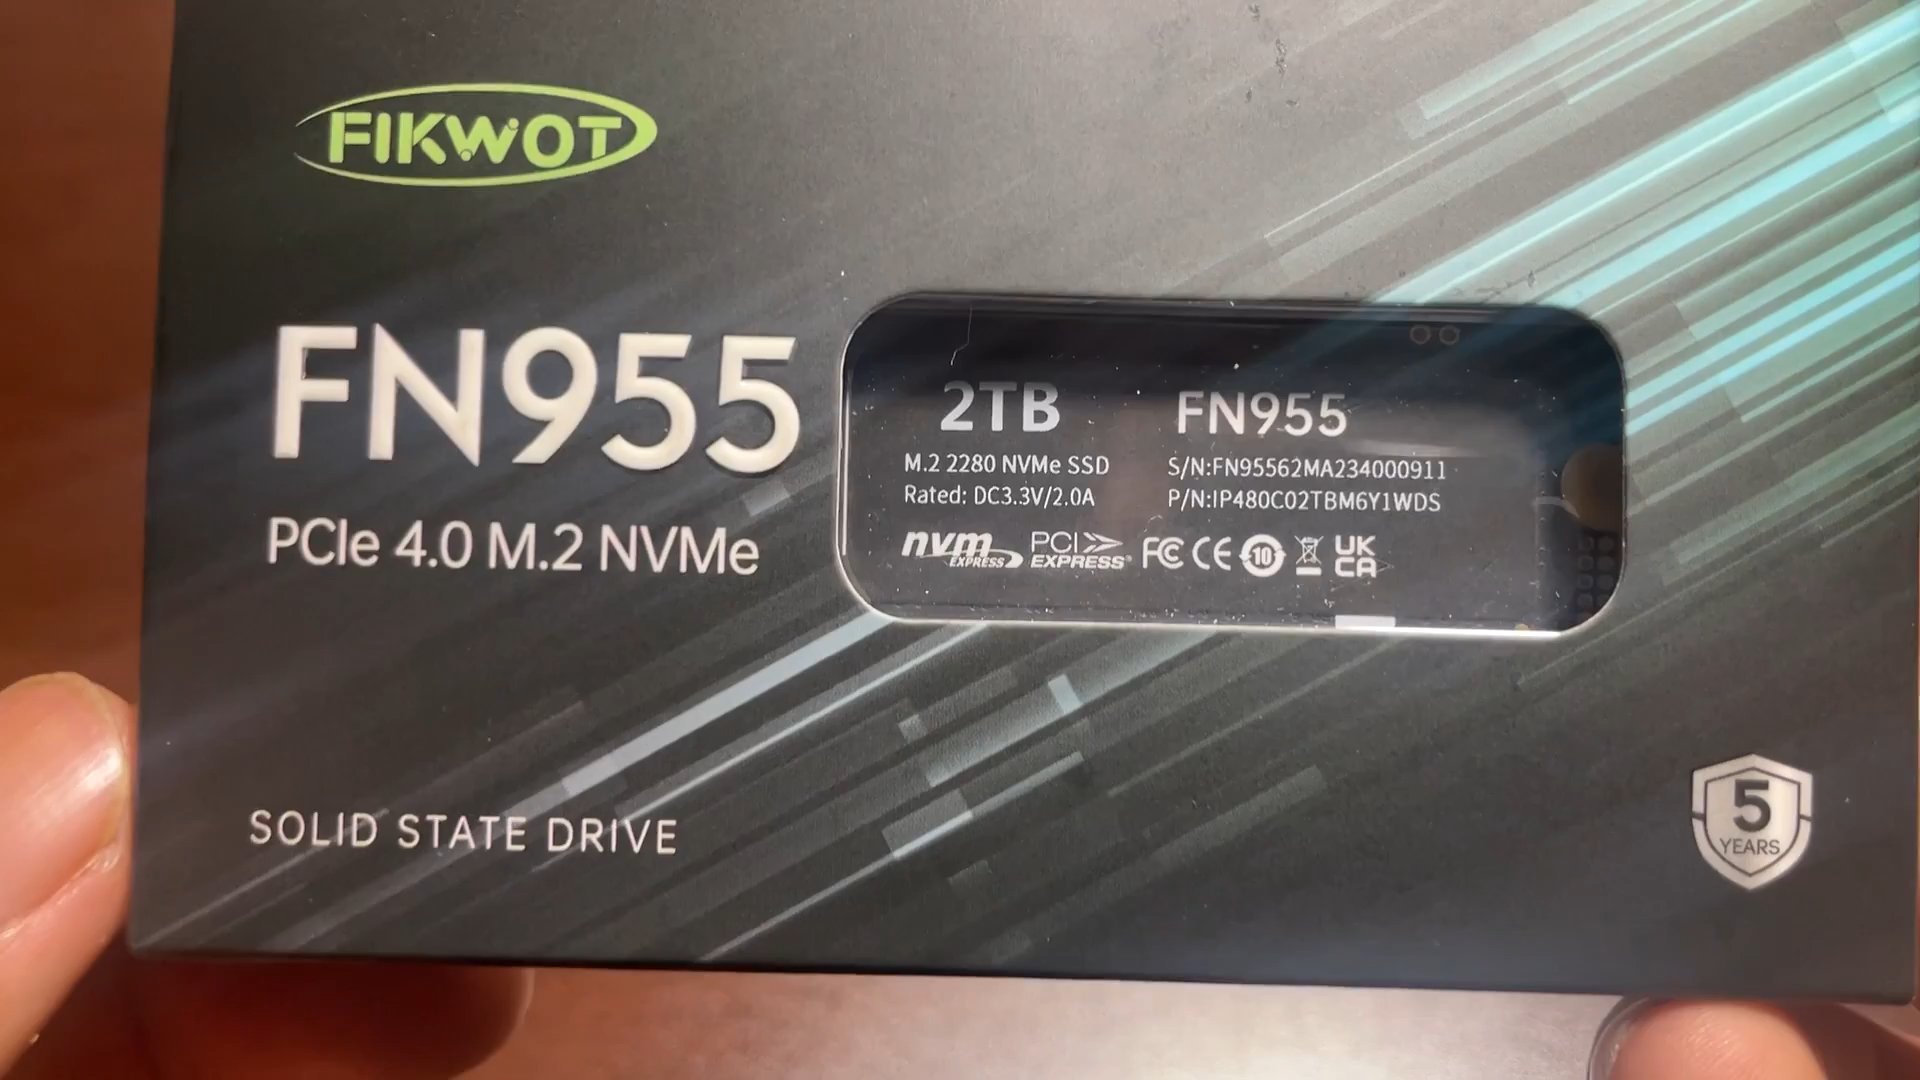 FIKWOT
FN955
PCIe 4.0 M.2 NVMe
2TB
M.2 2280 NVMe SSD
Rated: DC3.3V/2.0A
FN955
S/N:FN95562MA234000911
P/N:IP480C02TBM6Y1WDS
nvm EXPRESS
PCI EXPRESS®
FC CE 10 UK CA
SOLID STATE DRIVE
5
YEARS